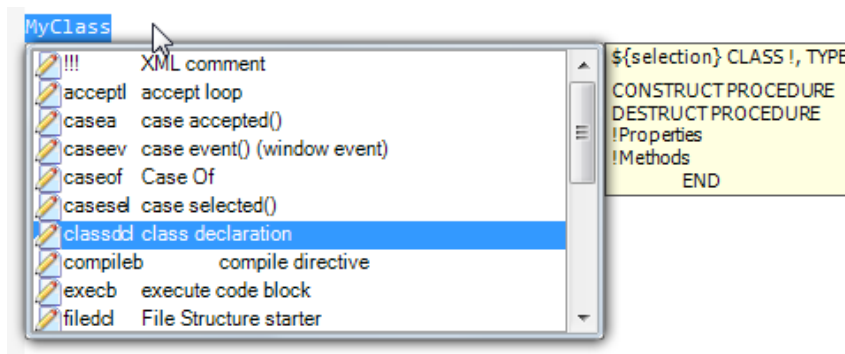 MyClass
!!! XML comment
acceptl accept loop
casea case accepted()
caseev case event() (window event)
caseof Case Of
casesel case selected()
classdcl class declaration
compileb compile directive
execb execute code block
filedcl File Structure starter
${selection} CLASS !, TYPE
CONSTRUCT PROCEDURE
DESTRUCT PROCEDURE
!Properties
!Methods
END